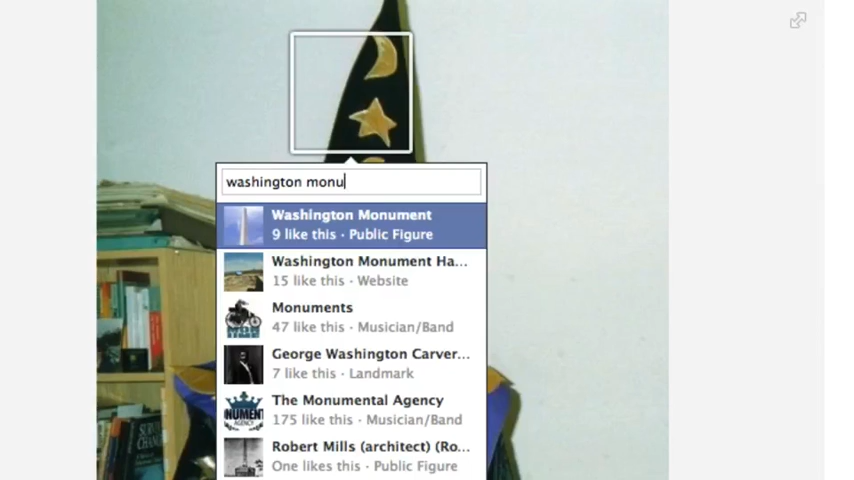 washington monu
Washington Monument
9 like this · Public Figure
Washington Monument Ha...
15 like this · Website
Monuments
47 like this · Musician/Band
George Washington Carver...
7 like this · Landmark
The Monumental Agency
175 like this · Musician/Band
Robert Mills (architect) (Ro...
One likes this · Public Figure